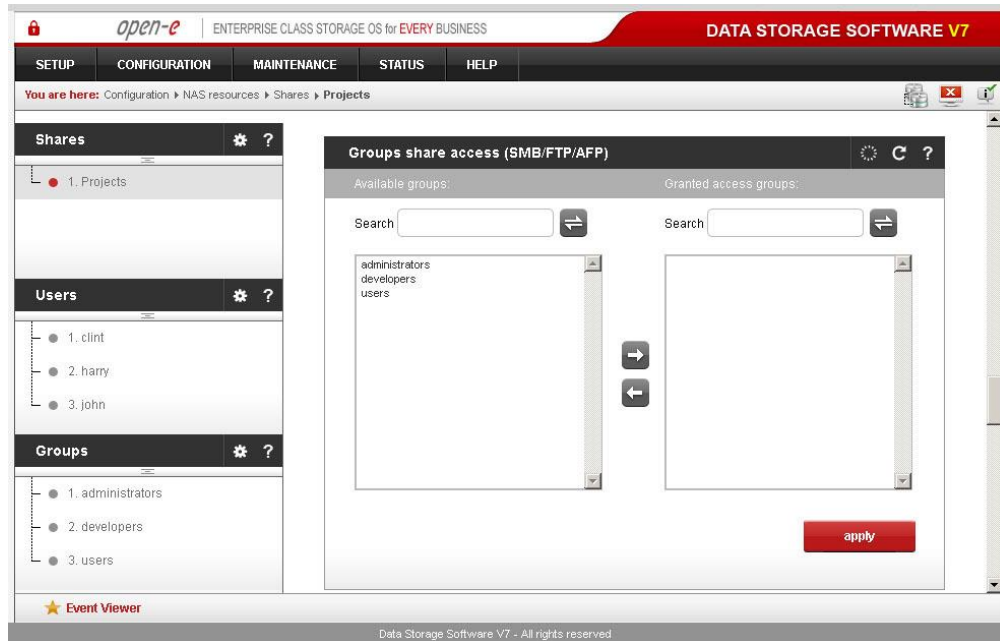 open-e ENTERPRISE CLASS STORAGE OS for EVERY BUSINESS DATA STORAGE SOFTWARE V7
SETUP CONFIGURATION MAINTENANCE STATUS HELP
You are here: Configuration ▸ NAS resources ▸ Shares ▸ Projects
Shares ?
1. Projects
Users ?
1. clint
2. harry
3. john
Groups ?
1. administrators
2. developers
3. users
Groups share access (SMB/FTP/AFP) ?
Available groups: Granted access groups:
Search Search
administrators
developers
users
apply
Event Viewer
Data Storage Software V7 - All rights reserved